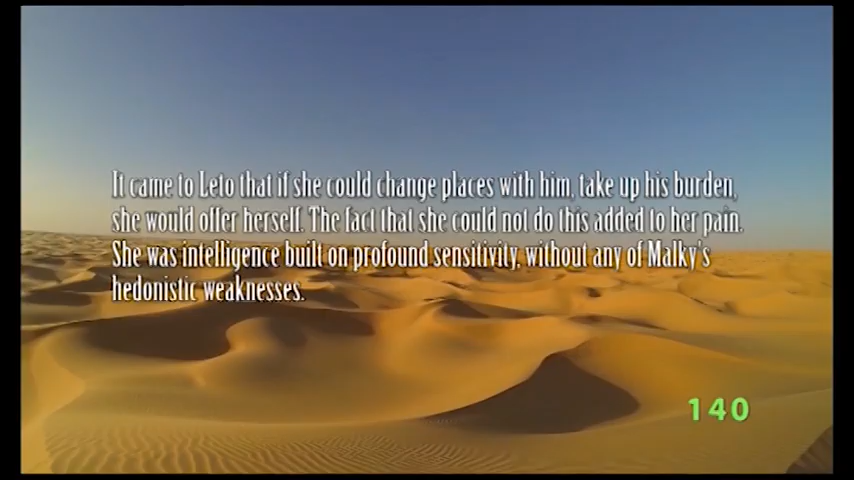 It came to Leto that if she could change places with him, take up his burden,
she would offer herself. The fact that she could not do this added to her pain.
She was intelligence built on profound sensitivity, without any of Malky's
hedonistic weaknesses.
140